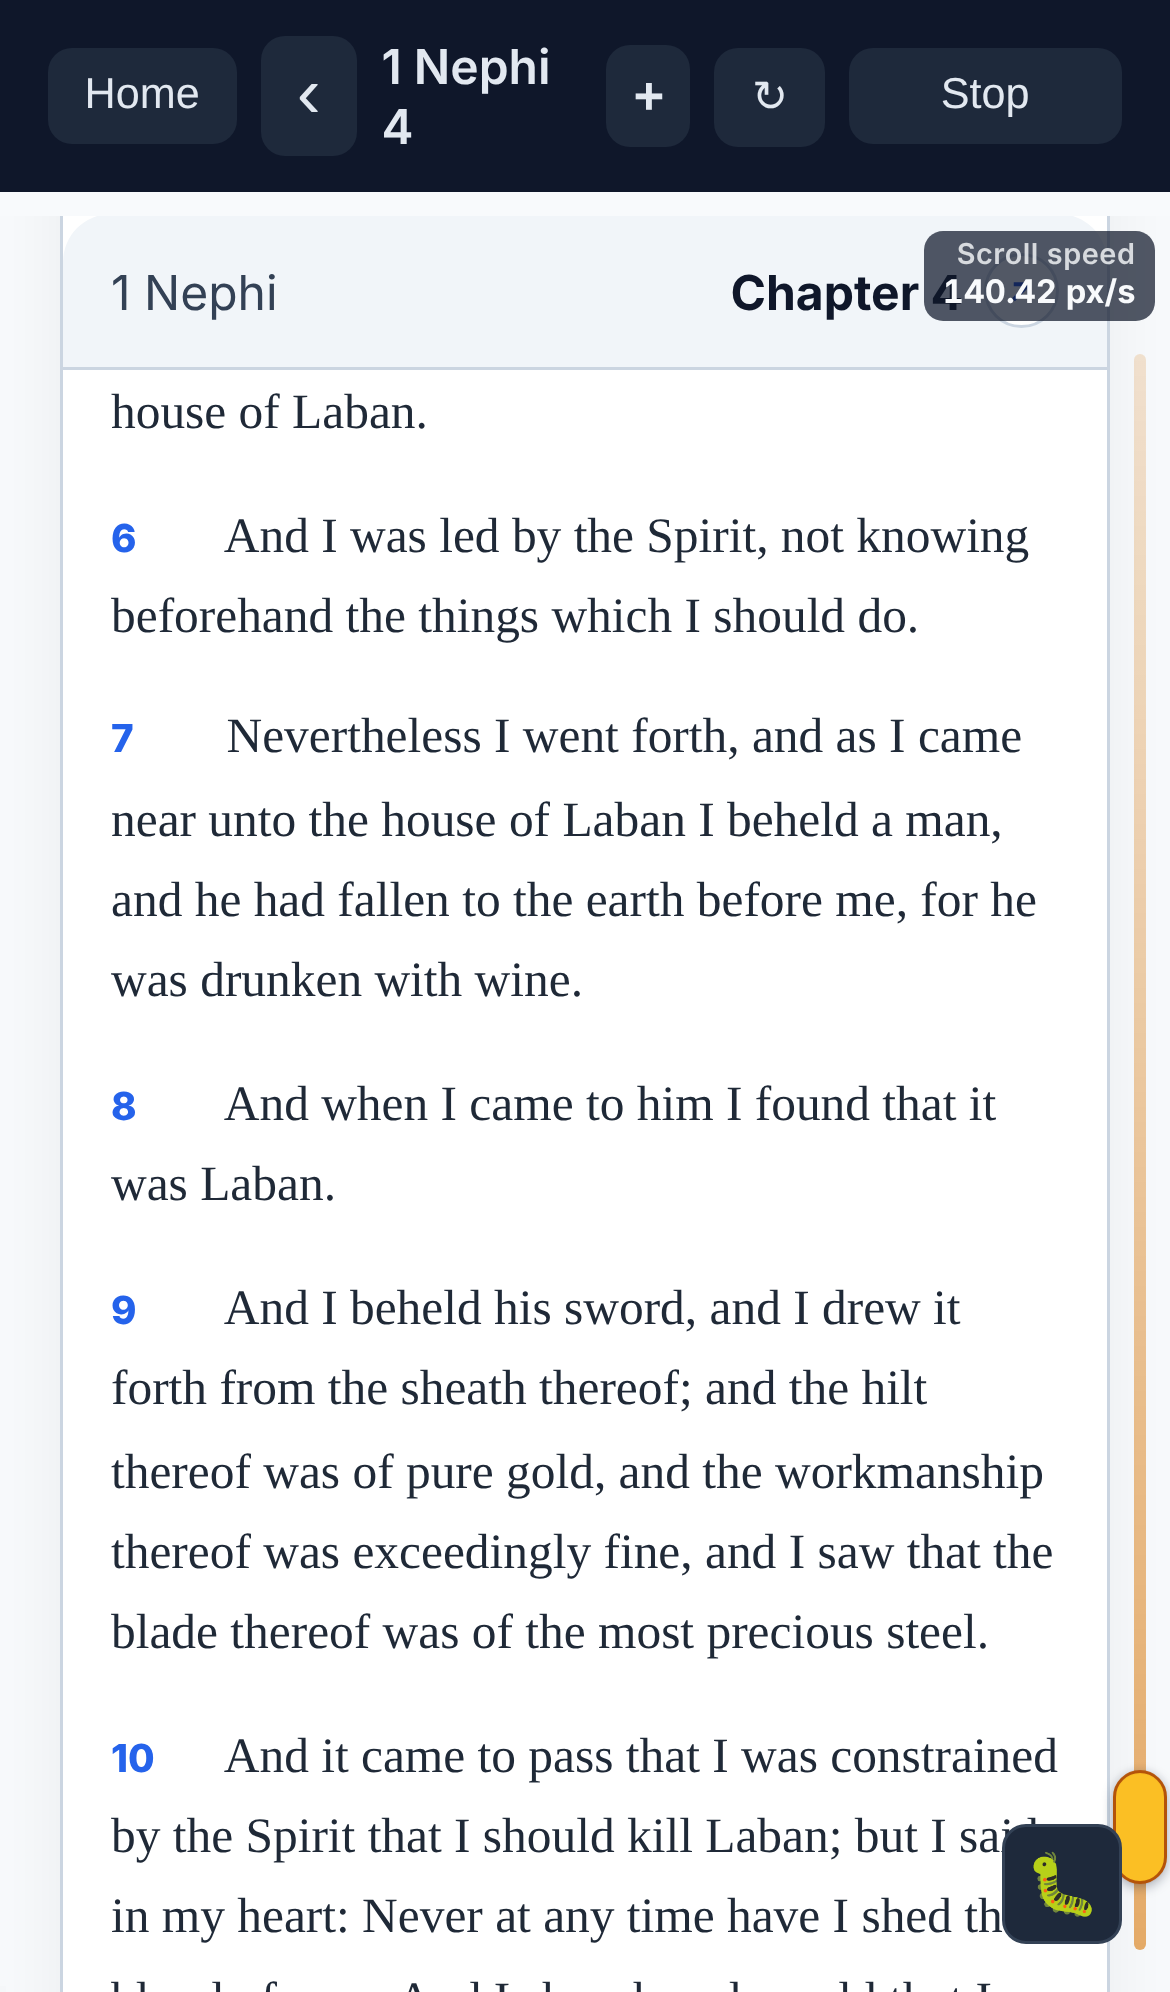 Home
‹
1 Nephi
4
+
↻
Stop
Scroll speed
140.42 px/s
1 Nephi
Chapter 4
house of Laban.
6 And I was led by the Spirit, not knowing
beforehand the things which I should do.
7 Nevertheless I went forth, and as I came
near unto the house of Laban I beheld a man,
and he had fallen to the earth before me, for he
was drunken with wine.
8 And when I came to him I found that it
was Laban.
9 And I beheld his sword, and I drew it
forth from the sheath thereof; and the hilt
thereof was of pure gold, and the workmanship
thereof was exceedingly fine, and I saw that the
blade thereof was of the most precious steel.
10 And it came to pass that I was constrained
by the Spirit that I should kill Laban; but I said
in my heart: Never at any time have I shed